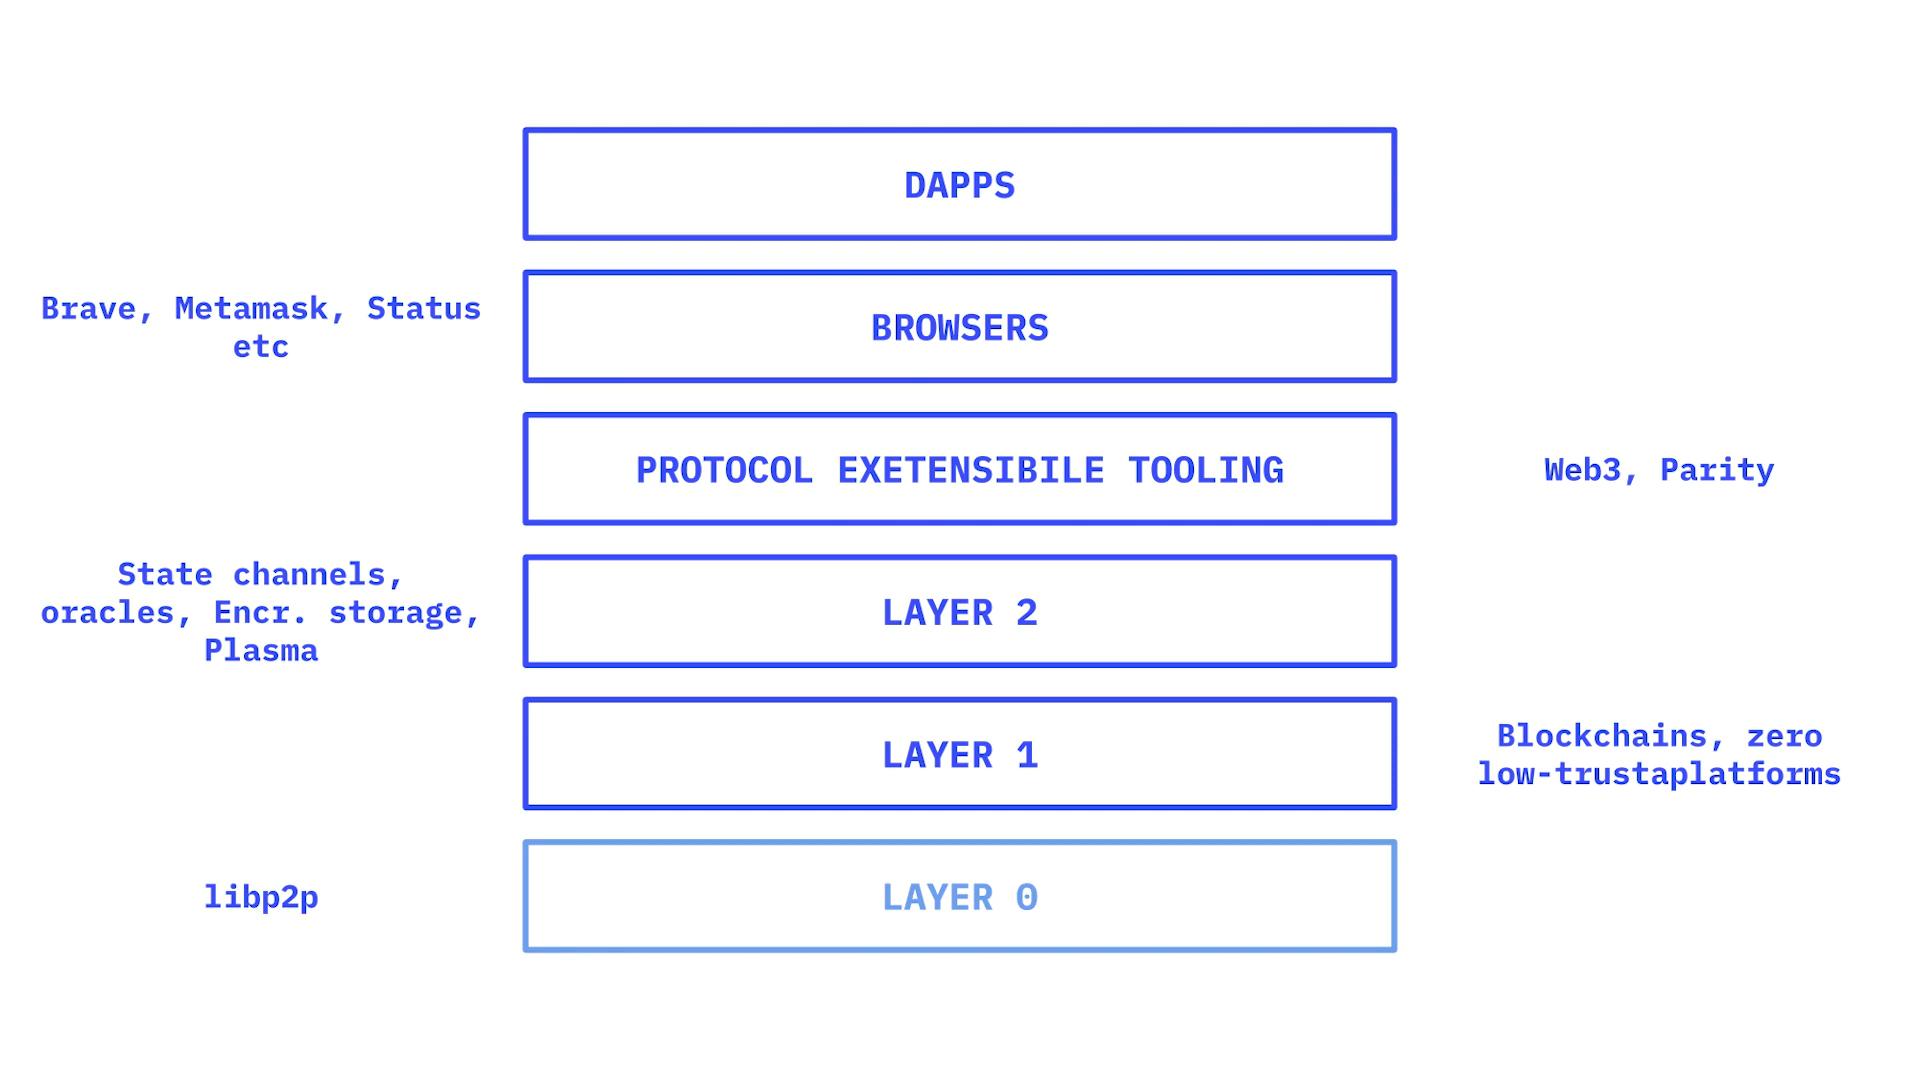 DAPPS
Brave, Metamask, Status
etc
BROWSERS
PROTOCOL EXETENSIBILE TOOLING
Web3, Parity
State channels,
oracles, Encr. storage,
Plasma
LAYER 2
LAYER 1
Blockchains, zero
low-trustaplatforms
libp2p
LAYER 0